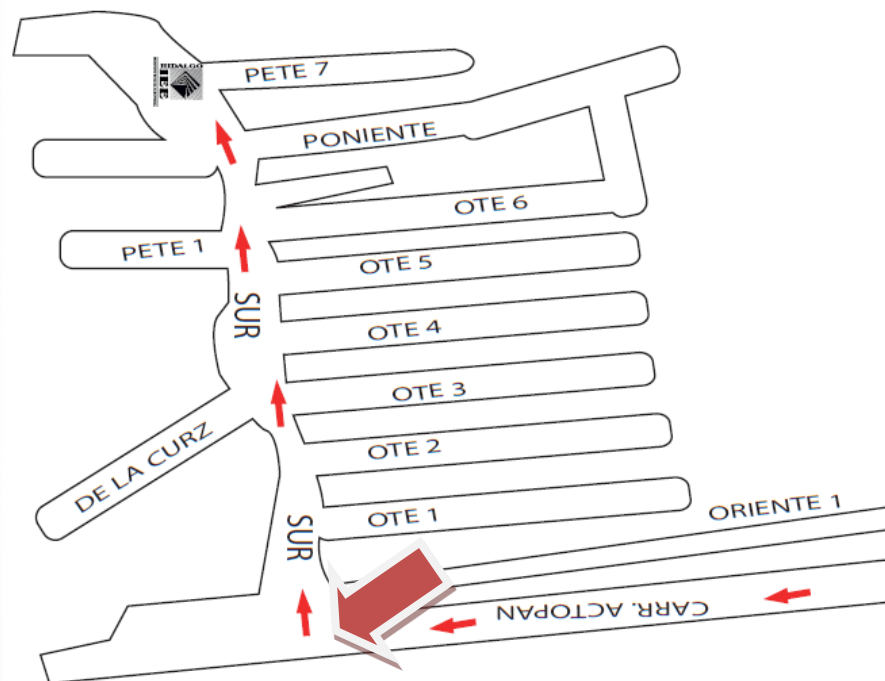 PETE 7
HIDALGO
IEE
PONIENTE
OTE 6
PETE 1
OTE 5
SUR
OTE 4
OTE 3
DE LA CURZ
OTE 2
OTE 1
ORIENTE 1
SUR
CARR. ACTOPAN